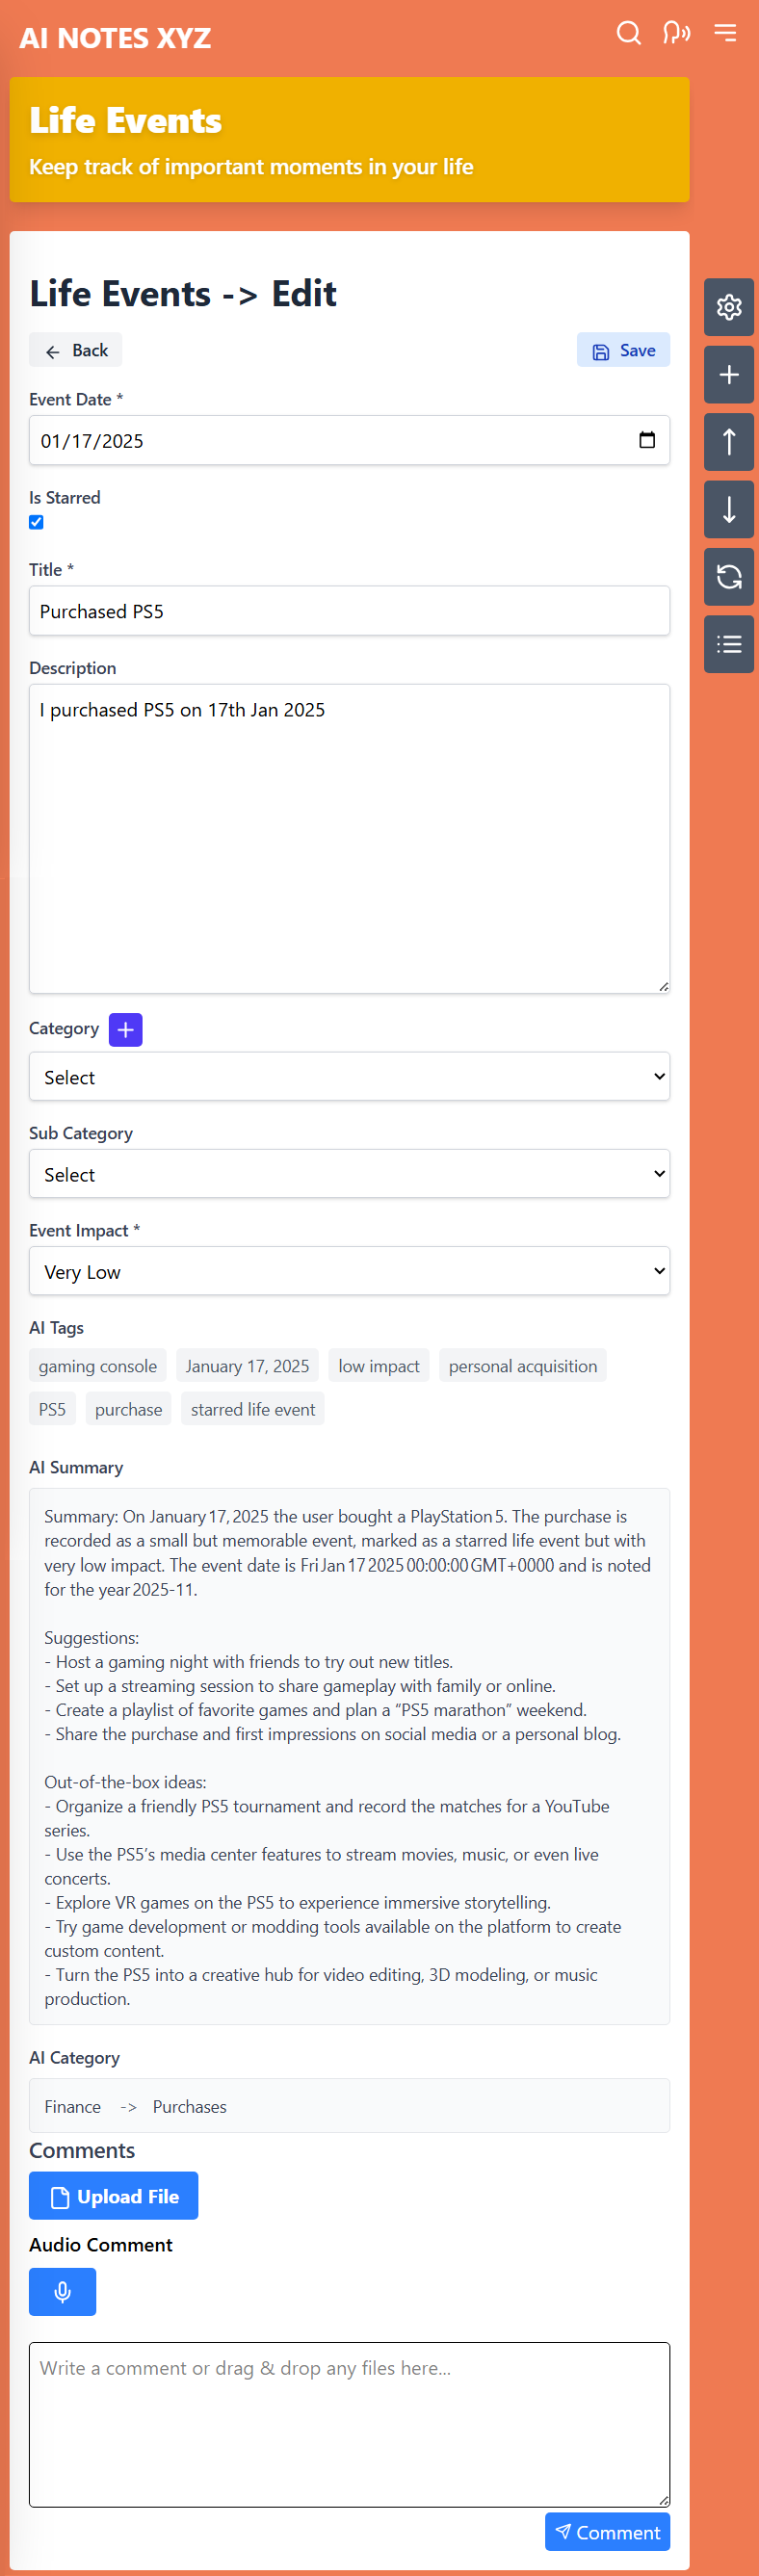 AI NOTES XYZ
Life Events
Keep track of important moments in your life
Life Events -> Edit
Back
Save
Event Date *
01/17/2025
Is Starred
Title *
Purchased PS5
Description
I purchased PS5 on 17th Jan 2025
Category
Select
Sub Category
Select
Event Impact *
Very Low
AI Tags
gaming console January 17, 2025 low impact personal acquisition
PS5 purchase starred life event
AI Summary
Summary: On January 17, 2025 the user bought a PlayStation 5. The purchase is
recorded as a small but memorable event, marked as a starred life event but with
very low impact. The event date is Fri Jan 17 2025 00:00:00 GMT+0000 and is noted
for the year 2025-11.
Suggestions:
- Host a gaming night with friends to try out new titles.
- Set up a streaming session to share gameplay with family or online.
- Create a playlist of favorite games and plan a “PS5 marathon” weekend.
- Share the purchase and first impressions on social media or a personal blog.
Out-of-the-box ideas:
- Organize a friendly PS5 tournament and record the matches for a YouTube
series.
- Use the PS5’s media center features to stream movies, music, or even live
concerts.
- Explore VR games on the PS5 to experience immersive storytelling.
- Try game development or modding tools available on the platform to create
custom content.
- Turn the PS5 into a creative hub for video editing, 3D modeling, or music
production.
AI Category
Finance -> Purchases
Comments
Upload File
Audio Comment
Write a comment or drag & drop any files here...
Comment